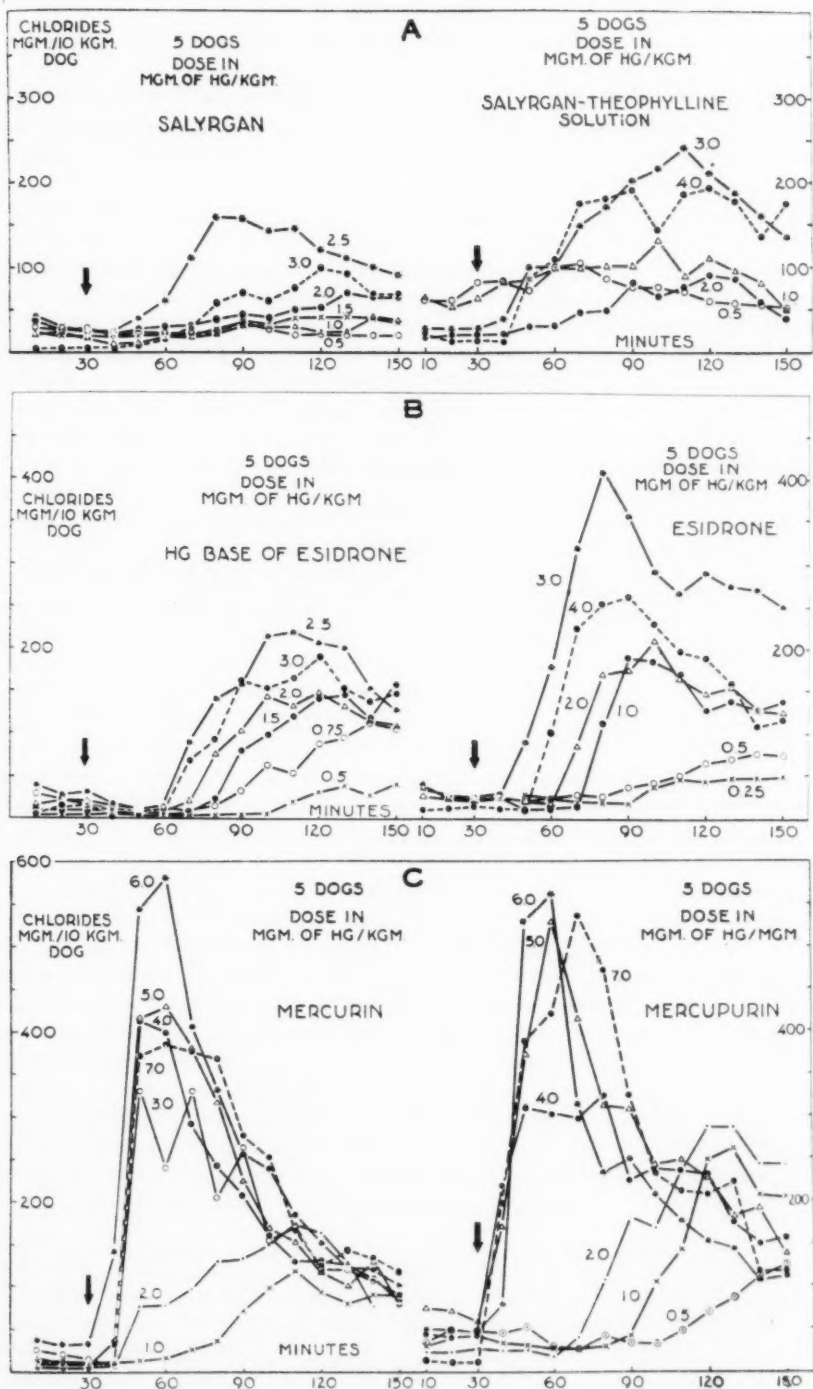 A
CHLORIDES
MGM./10 KGM.
DOG
5 DOGS
DOSE IN
MGM. OF HG/KGM.
SALYRGAN
300
200
100
2.5
3.0
2.0
1.5
1.0
0.5
30 60 90 120 150
5 DOGS
DOSE IN
MGM. OF HG/KGM.
SALYRGAN-THEOPHYLLINE
SOLUTION
300
200
100
3.0
4.0
2.0
1.0
0.5
MINUTES
10 30 60 90 120 150
B
CHLORIDES
MGM/10 KGM.
DOG
5 DOGS
DOSE IN
MGM. OF HG/KGM
HG BASE OF ESIDRONE
400
200
2.5
3.0
2.0
1.5
0.75
0.5
MINUTES
30 60 90 120 150
5 DOGS
DOSE IN
MGM OF HG/KGM
ESIDRONE
400
200
3.0
4.0
2.0
1.0
0.5
0.25
10 30 60 90 120 150
C
600
CHLORIDES
MGM./10 KGM.
DOG
5 DOGS
DOSE IN
MGM. OF HG/KGM
MERCURIN
400
200
6.0
5.0
4.0
7.0
3.0
2.0
1.0
MINUTES
30 60 90 120 150
5 DOGS
DOSE IN
MGM. OF HG/MGM.
MERCUPURIN
400
200
6.0
5.0
7.0
4.0
2.0
1.0
0.5
10 30 60 90 120 150